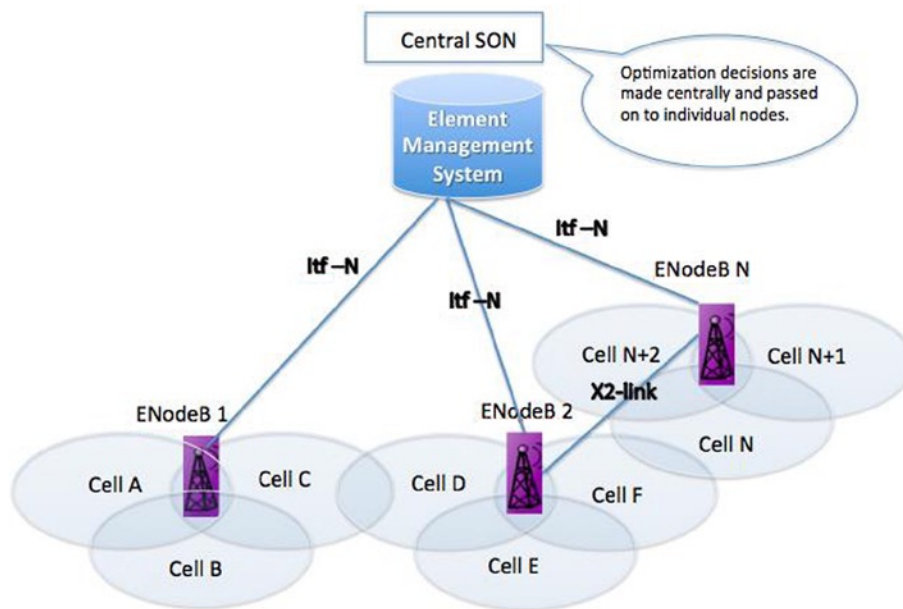 Central SON
Optimization decisions are
made centrally and passed
on to individual nodes.
Element
Management
System
Itf–N
Itf–N
Itf–N
ENodeB N
Cell N+2
Cell N+1
X2-link
Cell N
ENodeB 1
ENodeB 2
Cell A
Cell C
Cell D
Cell F
Cell B
Cell E